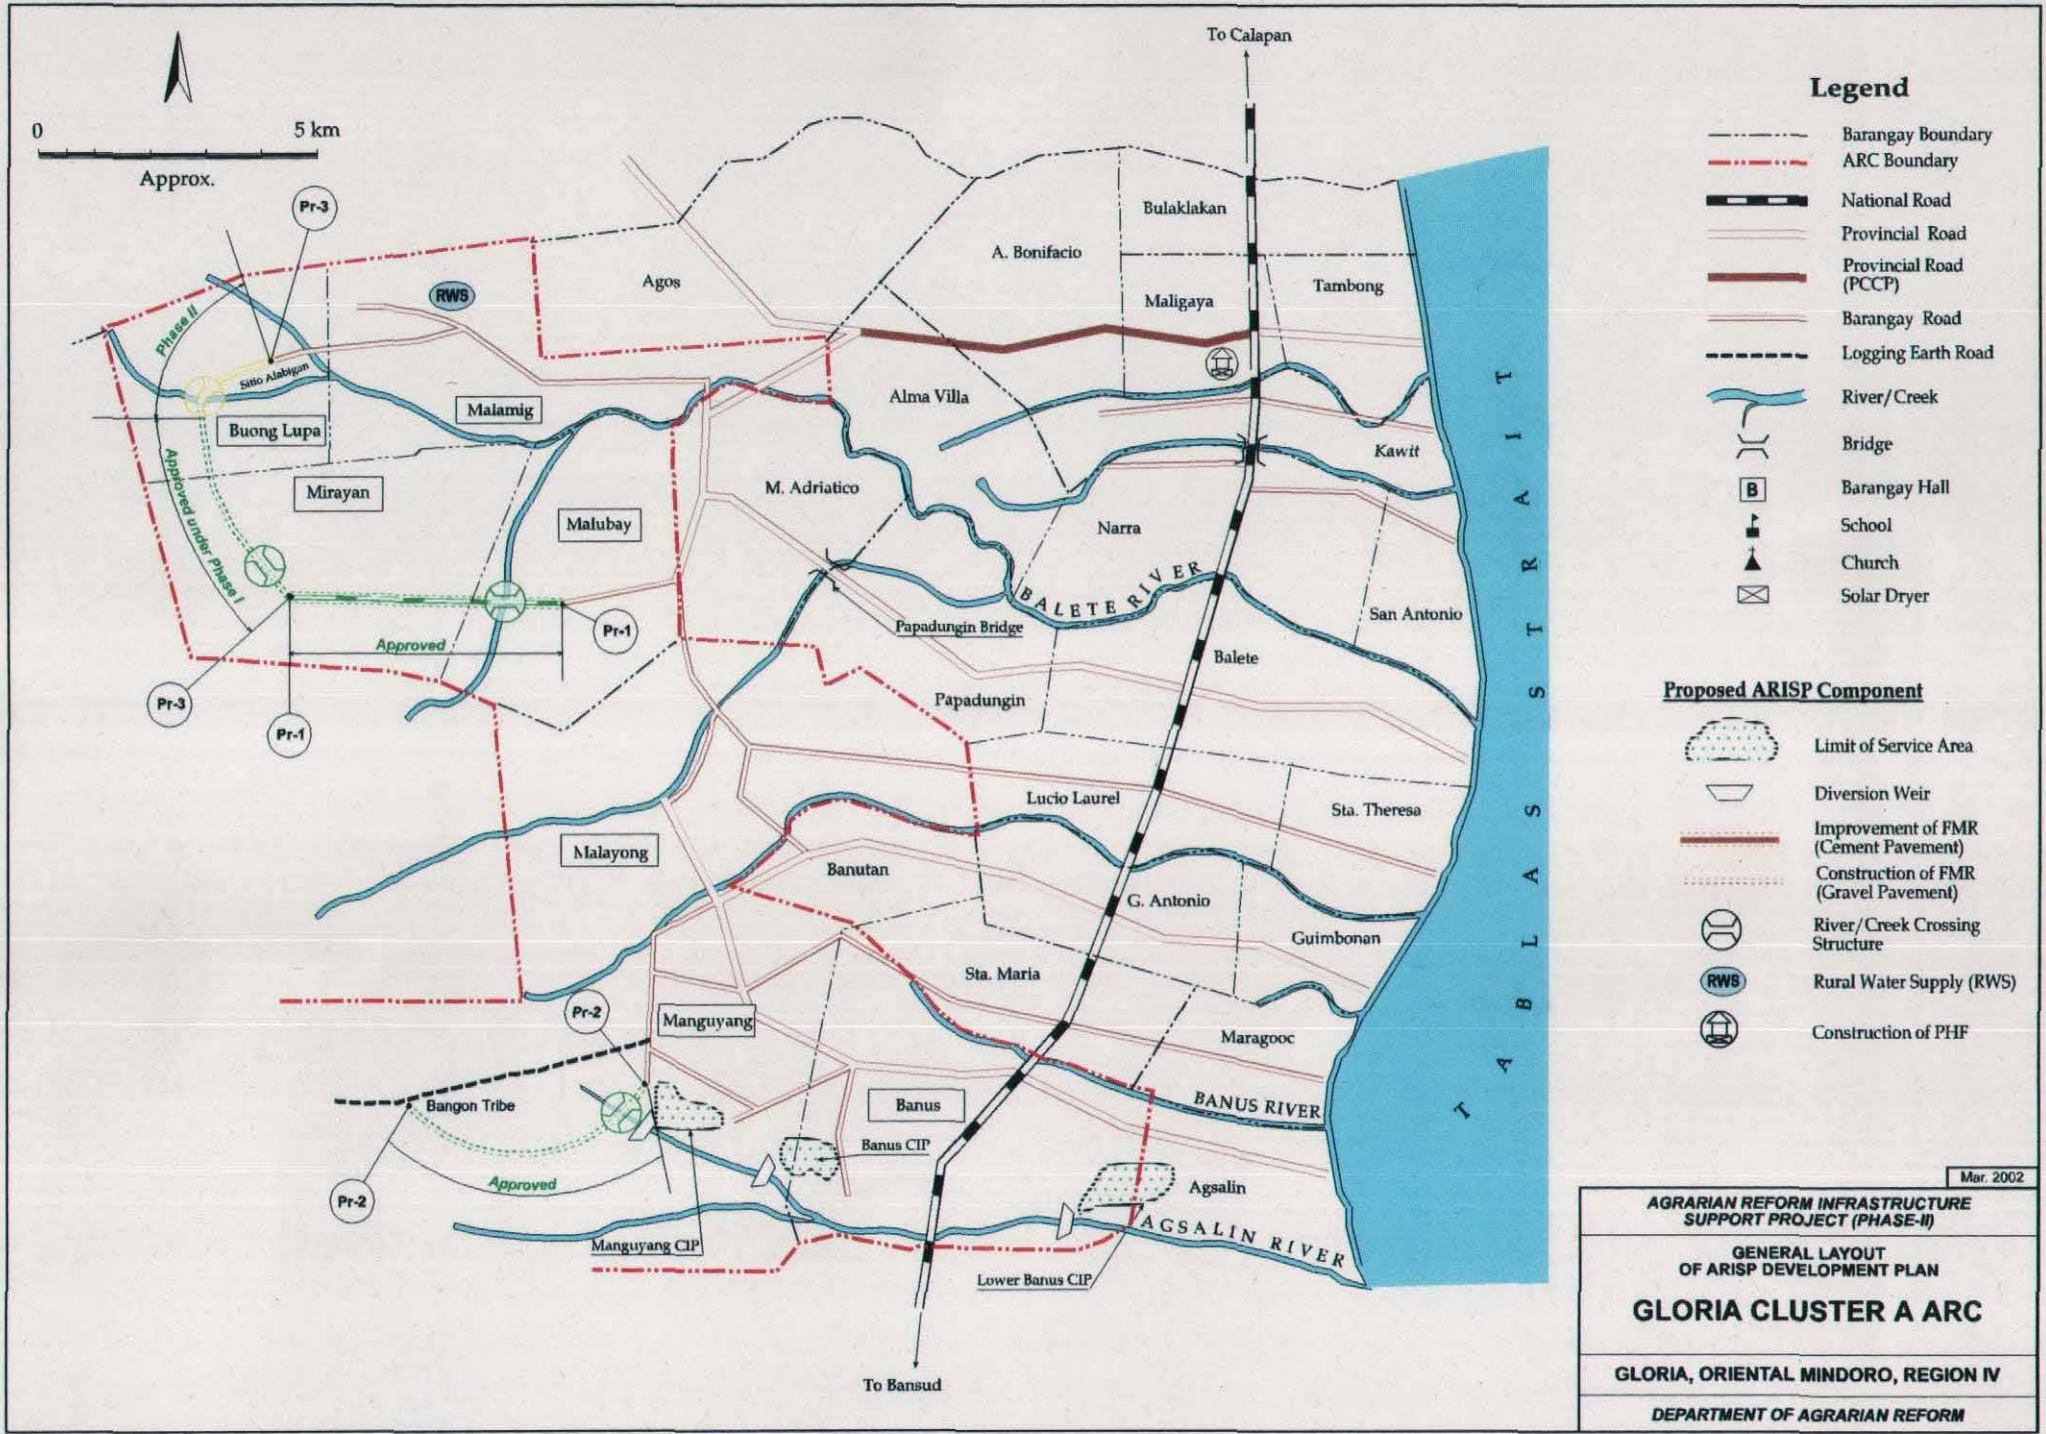 To Calapan
0
5 km
Approx.
Pr-3
Phase II
Sitio Alabigan
RWS
Agos
A. Bonifacio
Bulaklakan
Maligaya
Tambong
Buong Lupa
Malamig
Alma Villa
Kawit
Approved under Phase I
Mirayan
Malubay
M. Adriatico
Narra
BALETE RIVER
San Antonio
Papadungin Bridge
Balete
Approved
Pr-1
Pr-3
Pr-1
Papadungin
Lucio Laurel
Sta. Theresa
Malayong
Banutan
G. Antonio
Guimbonan
Sta. Maria
Pr-2
Manguyang
Maragooc
Bangon Tribe
Banus
BANUS RIVER
Banus CIP
Approved
Pr-2
Agsalin
Manguyang CIP
AGSALIN RIVER
Lower Banus CIP
To Bansud
TABLAS STRAIT
Legend
Barangay Boundary
ARC Boundary
National Road
Provincial Road
Provincial Road
(PCCP)
Barangay Road
Logging Earth Road
River/Creek
Bridge
B
Barangay Hall
School
Church
Solar Dryer
Proposed ARISP Component
Limit of Service Area
Diversion Weir
Improvement of FMR
(Cement Pavement)
Construction of FMR
(Gravel Pavement)
River/Creek Crossing
Structure
RWS
Rural Water Supply (RWS)
Construction of PHF
Mar. 2002
AGRARIAN REFORM INFRASTRUCTURE
SUPPORT PROJECT (PHASE-II)
GENERAL LAYOUT
OF ARISP DEVELOPMENT PLAN
GLORIA CLUSTER A ARC
GLORIA, ORIENTAL MINDORO, REGION IV
DEPARTMENT OF AGRARIAN REFORM